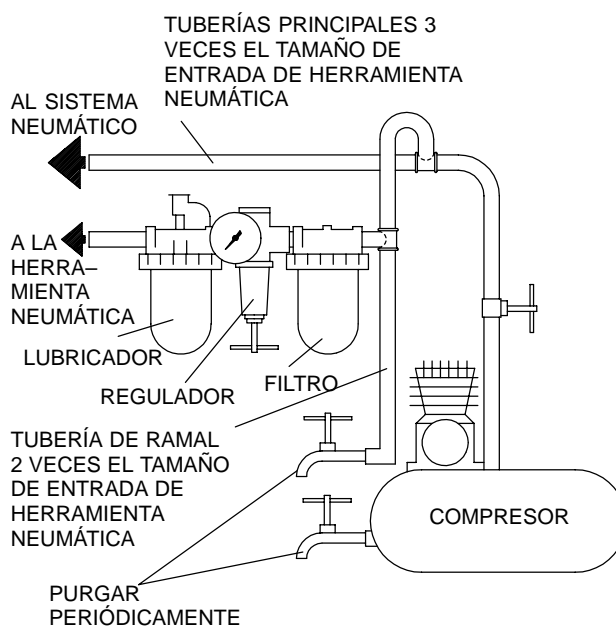 TUBERÍAS PRINCIPALES 3
VECES EL TAMAÑO DE
ENTRADA DE HERRAMIENTA
NEUMÁTICA
AL SISTEMA
NEUMÁTICO
A LA
HERRA–
MIENTA
NEUMÁTICA
LUBRICADOR
REGULADOR
FILTRO
TUBERÍA DE RAMAL
2 VECES EL TAMAÑO
DE ENTRADA DE
HERRAMIENTA
NEUMÁTICA
COMPRESOR
PURGAR
PERIÓDICAMENTE